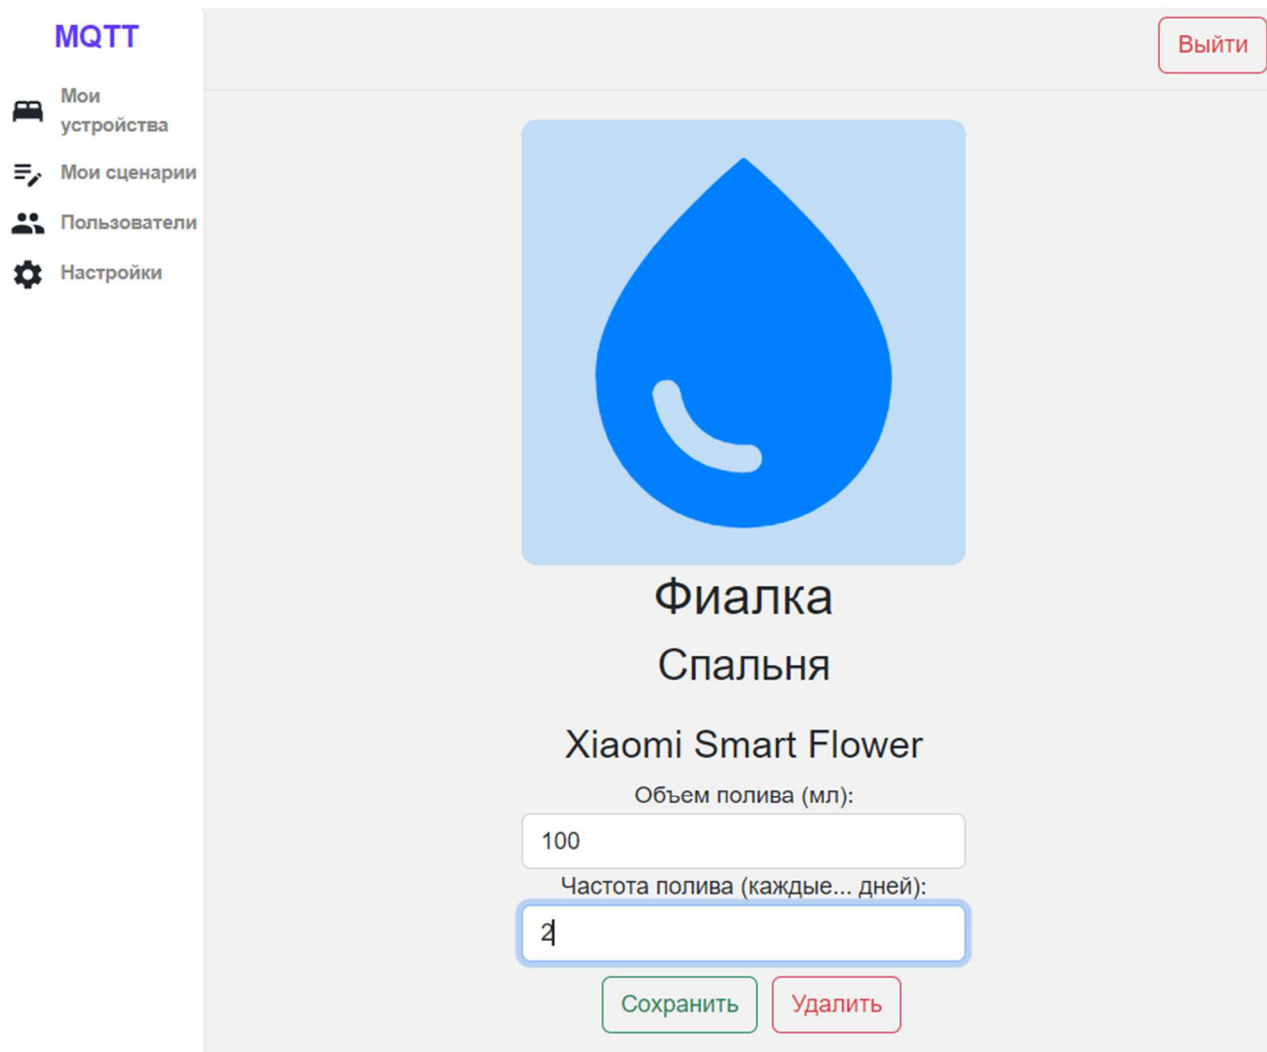 MQTT
Выйти
Мои
устройства
Мои сценарии
Пользователи
Настройки
Фиалка
Спальня
Xiaomi Smart Flower
Объем полива (мл):
100
Частота полива (каждые... дней):
2
Сохранить
Удалить